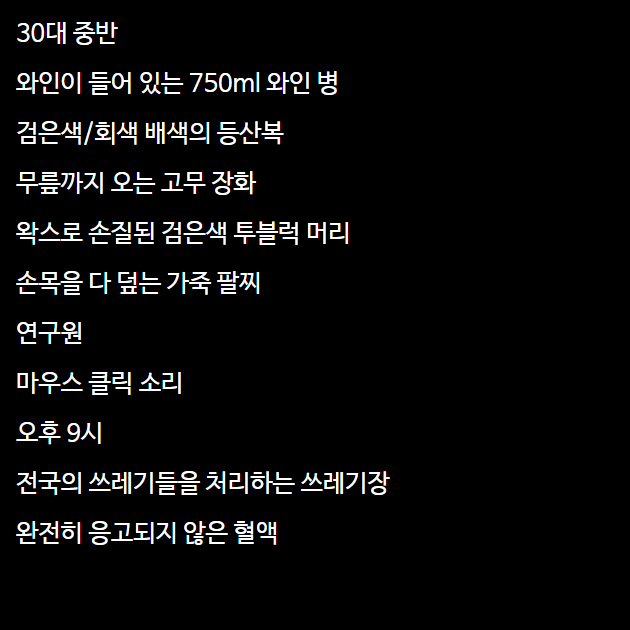 30대 중반
와인이 들어 있는 750ml 와인 병
검은색/회색 배색의 등산복
무릎까지 오는 고무 장화
왁스로 손질된 검은색 투블럭 머리
손목을 다 덮는 가죽 팔찌
연구원
마우스 클릭 소리
오후 9시
전국의 쓰레기들을 처리하는 쓰레기장
완전히 응고되지 않은 혈액